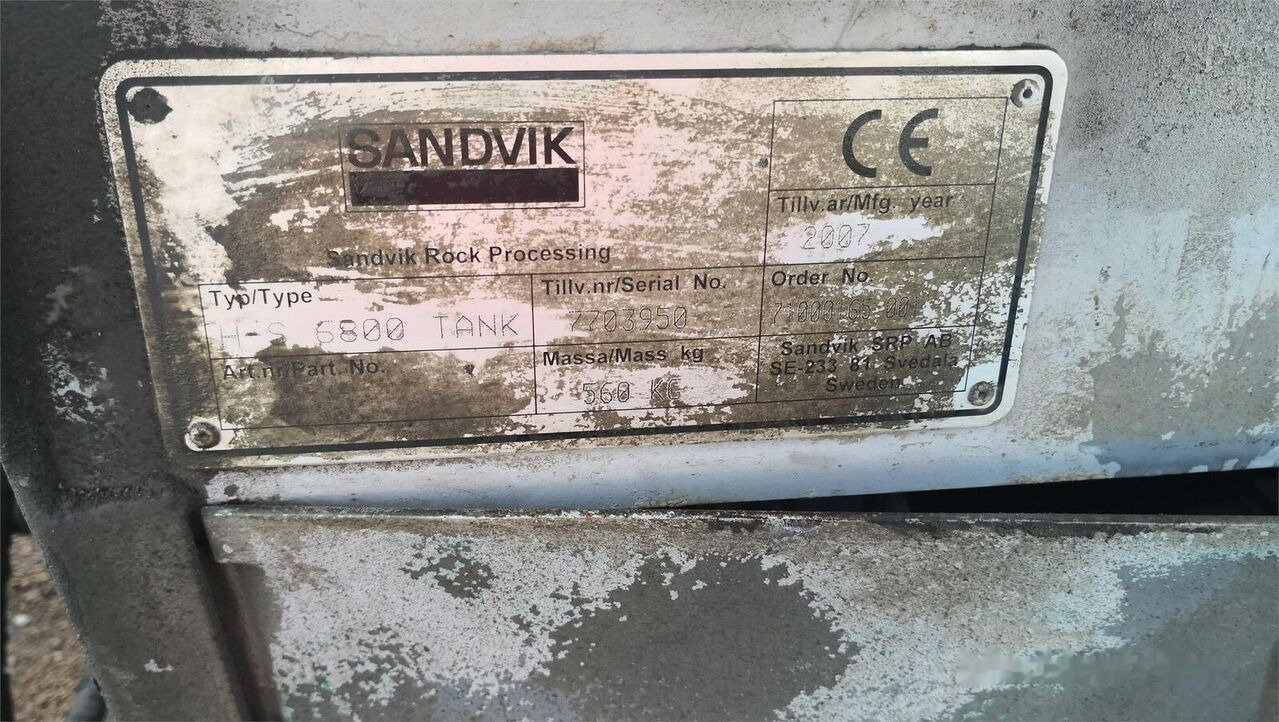 SANDVIK
CE
Tillv.år/Mfg. year
2007
Sandvik Rock Processing
Typ/Type
H-S 6800 TANK
Tillv.nr/Serial No.
7703950
Order No.
Art.nr/Part. No.
Massa/Mass kg
560 KG
Sandvik SRP AB
SE-233 81 Svedala
Sweden